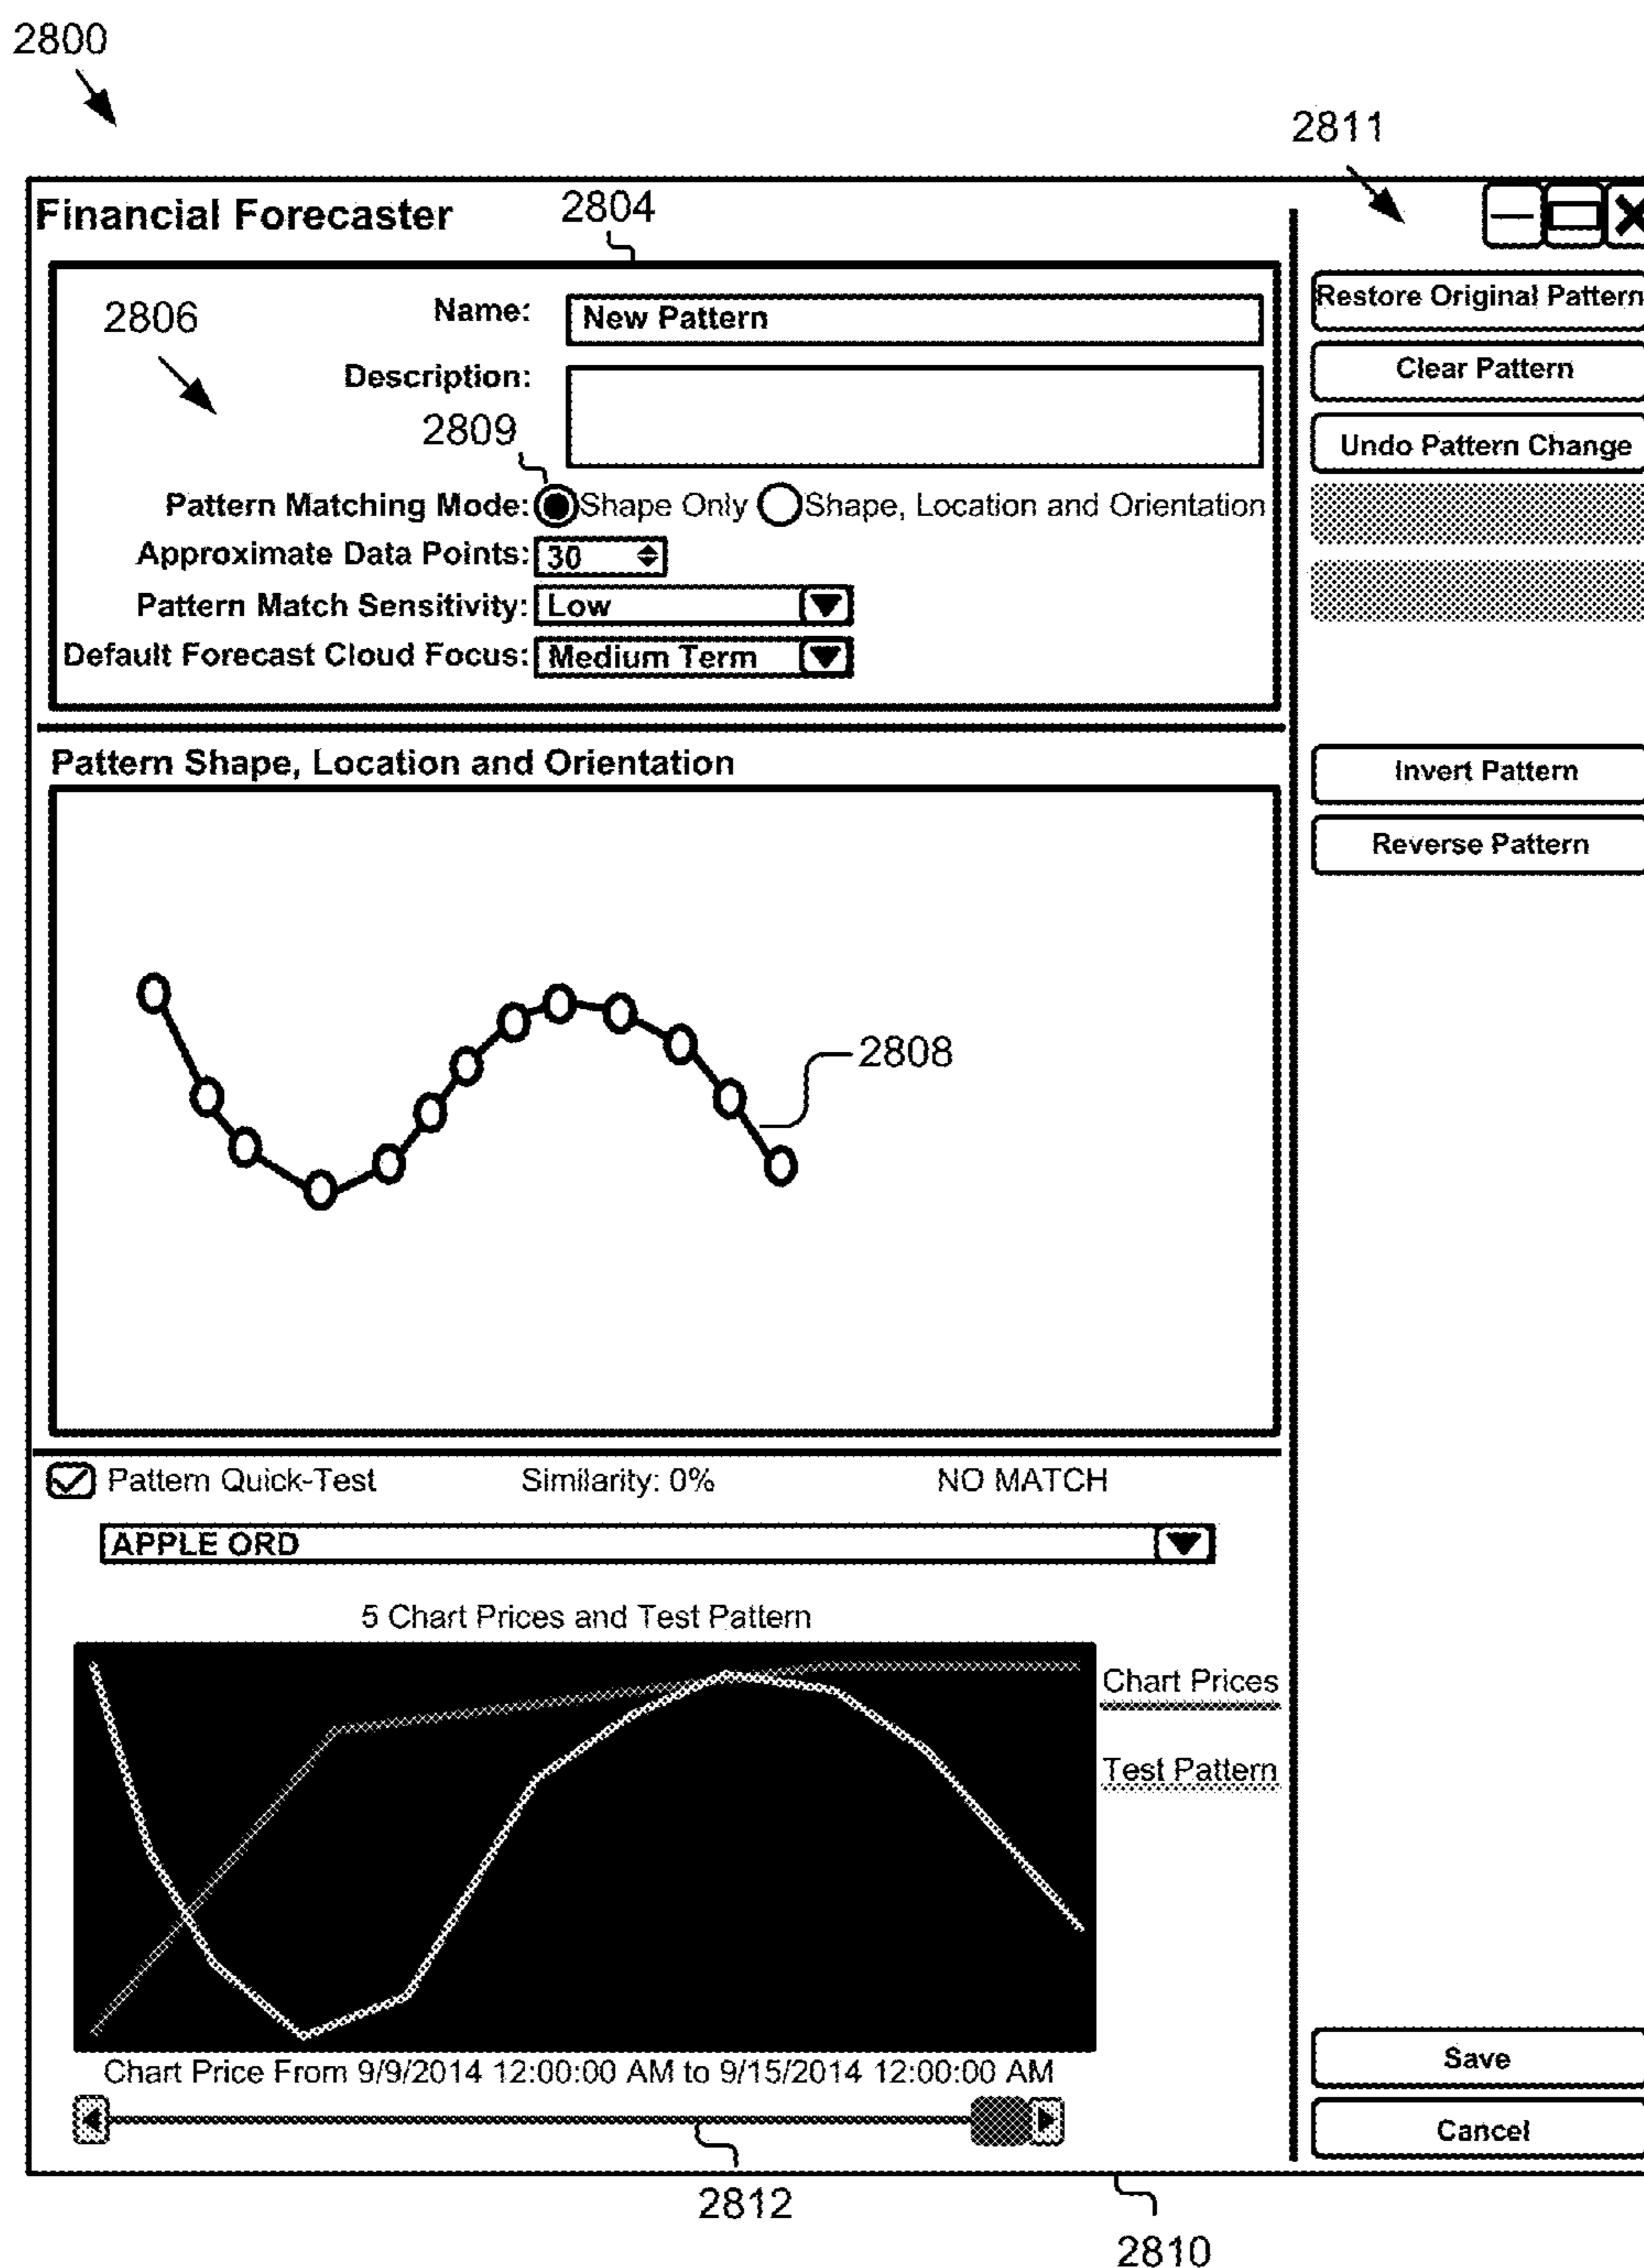 2800
2811
Financial Forecaster
2804
2806
Name:
New Pattern
Description:
2809
Pattern Matching Mode: Shape Only Shape, Location and Orientation
Approximate Data Points: 30
Pattern Match Sensitivity: Low
Default Forecast Cloud Focus: Medium Term
Restore Original Pattern
Clear Pattern
Undo Pattern Change
Invert Pattern
Reverse Pattern
Pattern Shape, Location and Orientation
2808
Pattern Quick-Test Similarity: 0% NO MATCH
APPLE ORD
5 Chart Prices and Test Pattern
Chart Prices
Test Pattern
Chart Price From 9/9/2014 12:00:00 AM to 9/15/2014 12:00:00 AM
Save
Cancel
2812
2810